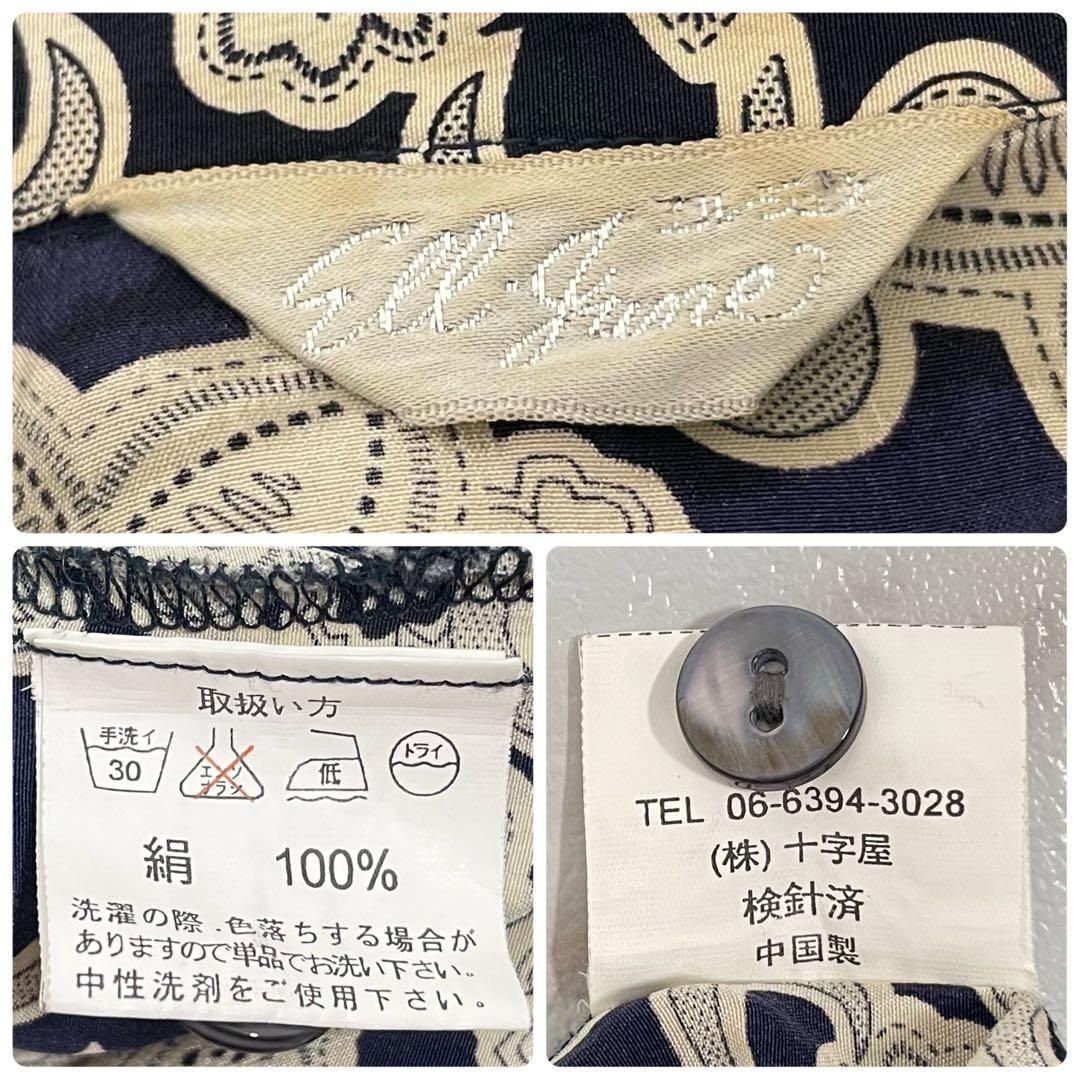 Ell·June
取扱い方
手洗イ
30
エンソ
サラシ
低
ドライ
絹 100%
洗濯の際、色落ちする場合が
ありますので単品でお洗い下さい。
中性洗剤をご使用下さい。
TEL 06-6394-3028
(株) 十字屋
検針済
中国製